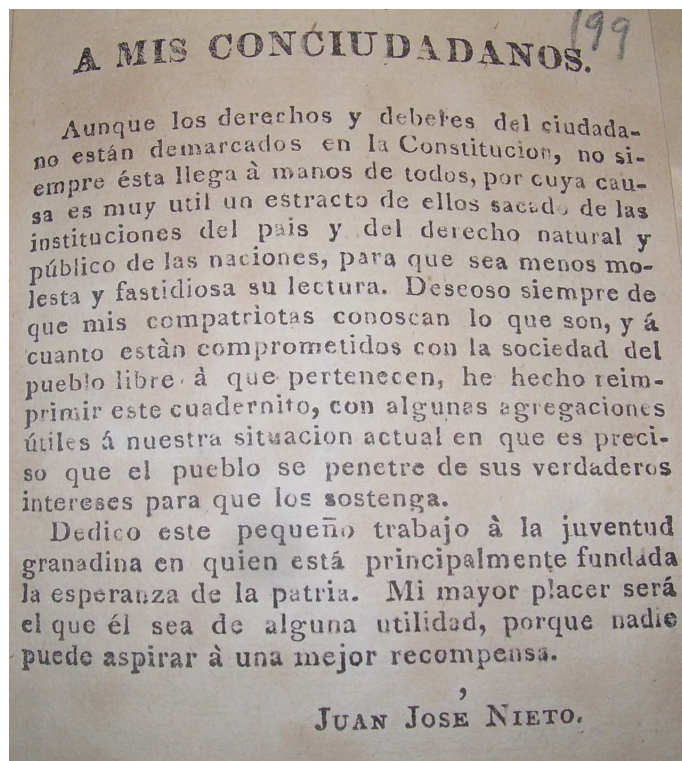 199
A MIS CONCIUDADANOS.
Aunque los derechos y deberes del ciudada-
no están demarcados en la Constitucion, no si-
empre ésta llega à manos de todos, por cuya cau-
sa es muy util un estracto de ellos sacado de las
instituciones del pais y del derecho natural y
público de las naciones, para que sea menos mo-
lesta y fastidiosa su lectura. Deseoso siempre de
que mis compatriotas conoscan lo que son, y á
cuanto estàn comprometidos con la sociedad del
pueblo libre à que pertenecen, he hecho reim-
primir este cuadernito, con algunas agregaciones
útiles á nuestra situacion actual en que es preci-
so que el pueblo se penetre de sus verdaderos
intereses para que los sostenga.
Dedico este pequeño trabajo à la juventud
granadina en quien está principalmente fundada
la esperanza de la patria. Mi mayor placer será
el que él sea de alguna utilidad, porque nadie
puede aspirar à una mejor recompensa.
JUAN JOSÉ NIETO.